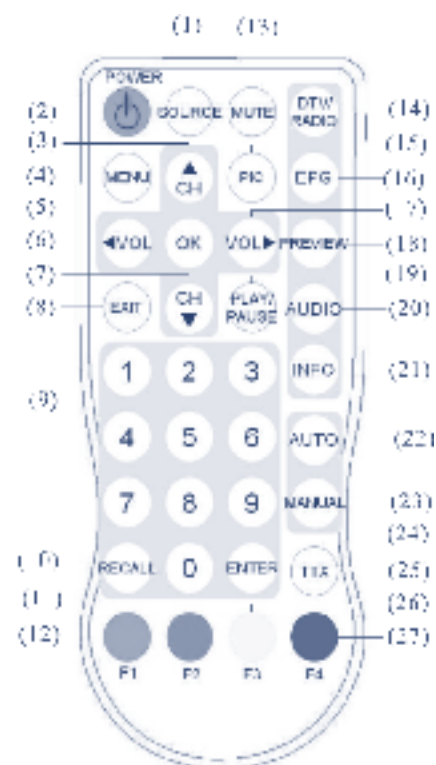 (1) (13)
POWER
(2) SOURCE MUTE DTV/ RADIO (14)
(3) (15)
(4) MENU CH PIC EPG (16)
(5)
(6) VOL OK VOL PREVIEW (18)
(7) (19)
(8) EXIT CH PLAY/ PAUSE AUDIO (20)
1 2 3 INFO (21)
(9)
4 5 6 AUTO (22)
7 8 9 MANUAL (23)
(24)
RECALL 0 ENTER TTX (25)
(26)
(12) (27)
F1 F2 F3 F4